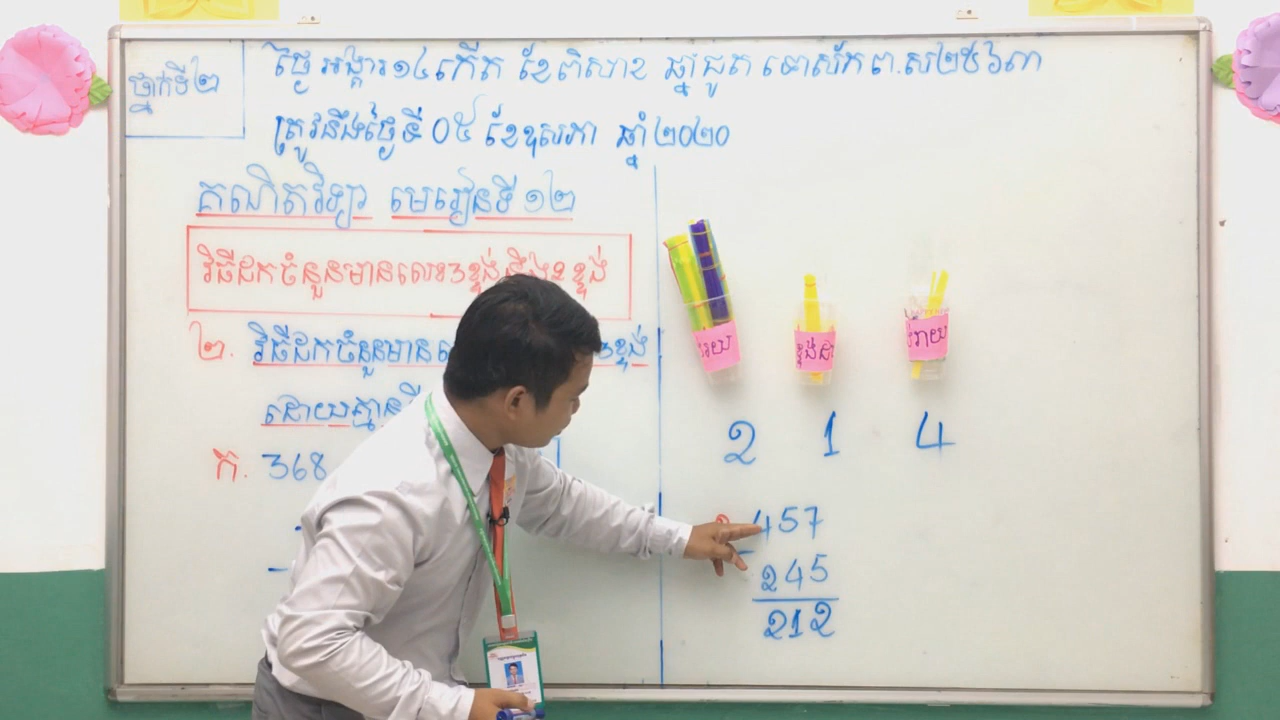 ថ្នាក់ទី២
ថ្ងៃ អង្គារ ១៤កើត ខែពិសាខ ឆ្នាំជូត ទោស័ក ព.ស២៥៦៣
ត្រូវនឹងថ្ងៃទី ០៥ ខែឧសភា ឆ្នាំ ២០២០
គណិតវិទ្យា មេរៀនទី ១២
វិធីដកចំនួនមានលេខ3ខ្ទង់នឹង ខ្ទង់
២. វិធីដកចំនួនមាន 3ខ្ទង់
ដោយគ្មាន
ក. 368
រាយ
2 1 4
457
-
245
212